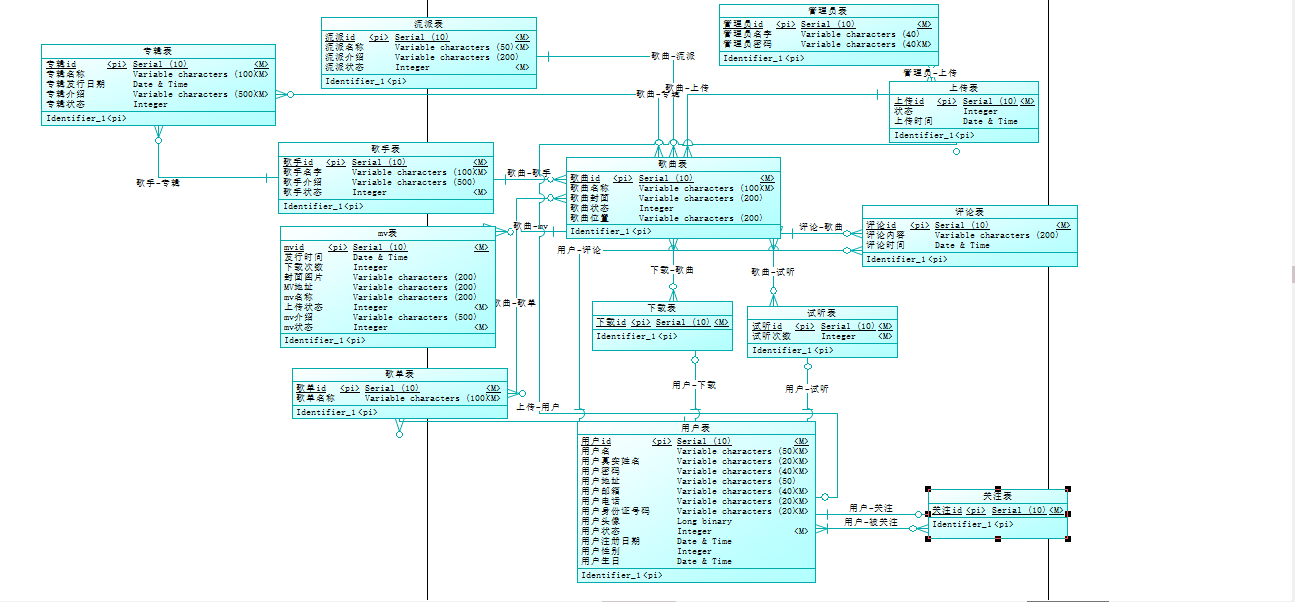 流派表
流派id <pi> Serial (10) <M>
流派名称 Variable characters (50) <M>
流派介绍 Variable characters (200)
流派状态 Integer <M>
Identifier_1 <pi>
管理员表
管理员id <pi> Serial (10) <M>
管理员名字 Variable characters (40)
管理员密码 Variable characters (40) <M>
Identifier_1 <pi>
专辑表
专辑id <pi> Serial (10) <M>
专辑名称 Variable characters (100) <M>
专辑发行日期 Date & Time
专辑介绍 Variable characters (500) <M>
专辑状态 Integer
Identifier_1 <pi>
歌曲-流派
管理员-上传
歌曲-专辑
歌曲-上传
上传表
上传id <pi> Serial (10) <M>
状态 Integer
上传时间 Date & Time
Identifier_1 <pi>
歌手-专辑
歌手表
歌手id <pi> Serial (10) <M>
歌手名字 Variable characters (100) <M>
歌手介绍 Variable characters (500)
歌手状态 Integer <M>
Identifier_1 <pi>
歌曲-歌手
歌曲表
歌曲id <pi> Serial (10) <M>
歌曲名称 Variable characters (100) <M>
歌曲封面 Variable characters (200)
歌曲状态 Integer
歌曲位置 Variable characters (200)
Identifier_1 <pi>
评论表
评论id <pi> Serial (10) <M>
评论内容 Variable characters (200)
评论时间 Date & Time
Identifier_1 <pi>
歌曲-mv
评论-歌曲
用户-评论
mv表
mvid <pi> Serial (10) <M>
发行时间 Date & Time
下载次数 Integer
封面图片 Variable characters (200)
MV地址 Variable characters (200)
mv名称 Variable characters (200)
上传状态 Integer <M>
mv介绍 Variable characters (500)
mv状态 Integer <M>
Identifier_1 <pi>
下载-歌曲
歌曲-试听
歌曲-歌单
下载表
下载id <pi> Serial (10) <M>
Identifier_1 <pi>
试听表
试听id <pi> Serial (10) <M>
试听次数 Integer <M>
Identifier_1 <pi>
歌单表
歌单id <pi> Serial (10) <M>
歌单名称 Variable characters (100) <M>
Identifier_1 <pi>
用户-下载
用户-试听
上传-用户
用户表
用户id <pi> Serial (10) <M>
用户名 Variable characters (50) <M>
用户真实姓名 Variable characters (20) <M>
用户密码 Variable characters (40) <M>
用户地址 Variable characters (50)
用户邮箱 Variable characters (40) <M>
用户电话 Variable characters (20) <M>
用户身份证号码 Variable characters (20) <M>
用户头像 Long binary
用户状态 Integer <M>
用户注册日期 Date & Time
用户性别 Integer
用户生日 Date & Time
Identifier_1 <pi>
用户-关注
用户-被关注
关注表
关注id <pi> Serial (10) <M>
Identifier_1 <pi>